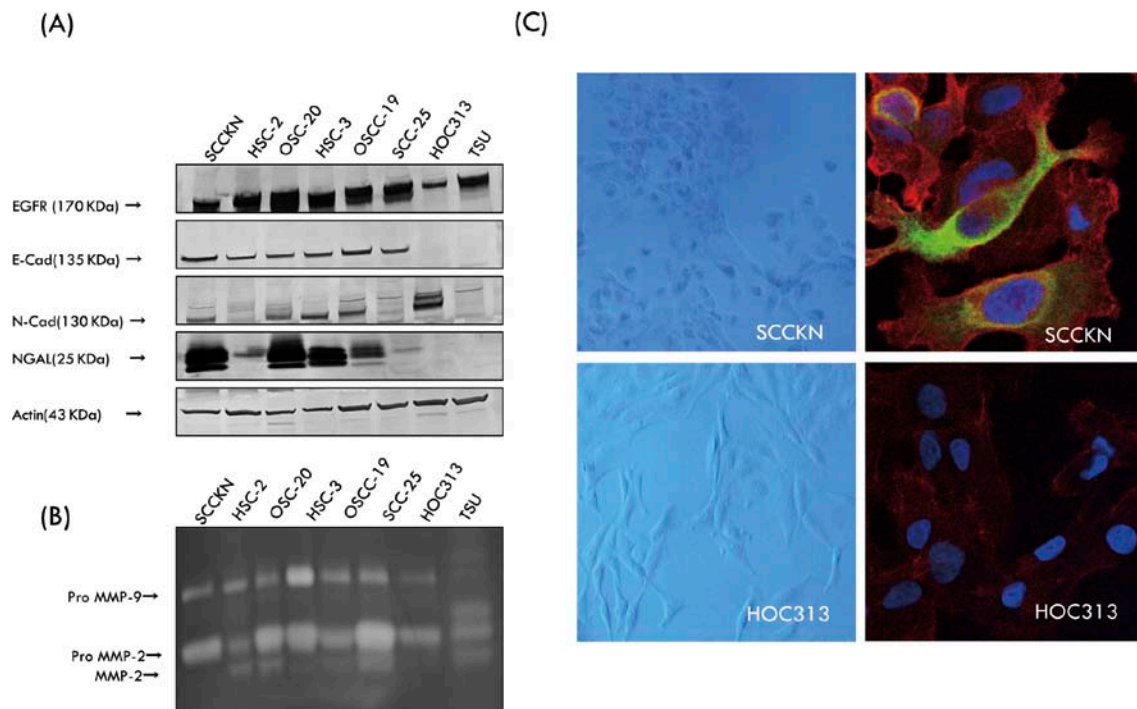 (A)
SCCKN HSC-2 OSC-20 HSC-3 OSCC-19 SCC-25 HOC313 TSU
EGFR (170 KDa) →
E-Cad(135 KDa) →
N-Cad(130 KDa) →
NGAL(25 KDa) →
Actin(43 KDa) →
(B)
SCCKN HSC-2 OSC-20 HSC-3 OSCC-19 SCC-25 HOC313 TSU
Pro MMP-9→
Pro MMP-2→
MMP-2→
(C)
SCCKN
SCCKN
HOC313
HOC313